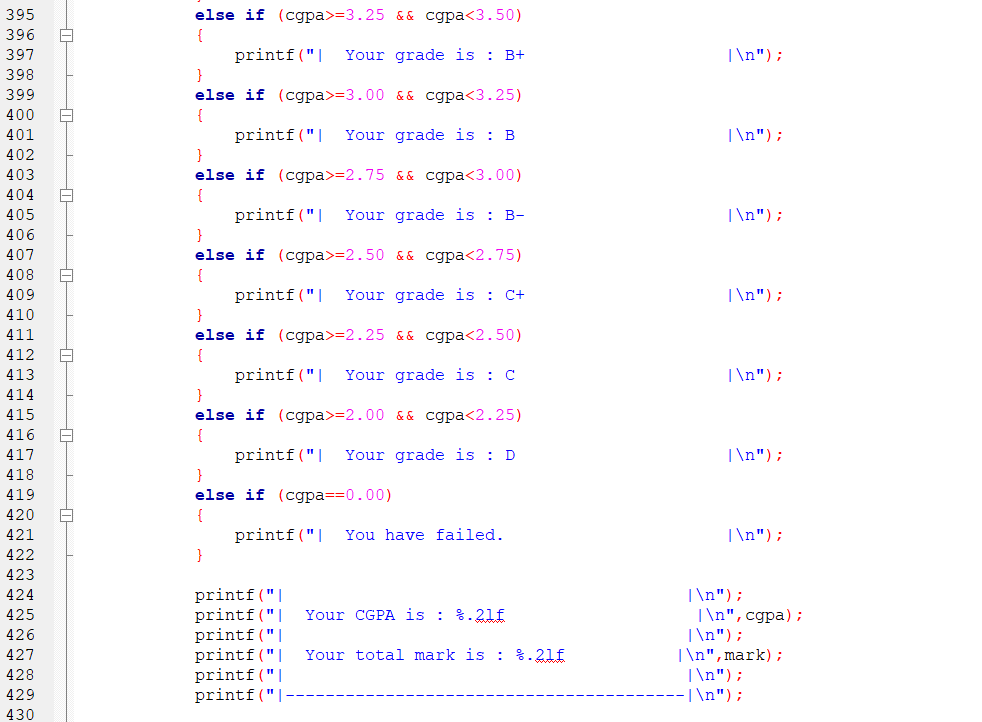 395 else if (cgpa>=3.25 && cgpa<3.50)
396 {
397 printf("|  Your grade is : B+                    |\n");
398 }
399 else if (cgpa>=3.00 && cgpa<3.25)
400 {
401 printf("|  Your grade is : B                     |\n");
402 }
403 else if (cgpa>=2.75 && cgpa<3.00)
404 {
405 printf("|  Your grade is : B-                    |\n");
406 }
407 else if (cgpa>=2.50 && cgpa<2.75)
408 {
409 printf("|  Your grade is : C+                    |\n");
410 }
411 else if (cgpa>=2.25 && cgpa<2.50)
412 {
413 printf("|  Your grade is : C                     |\n");
414 }
415 else if (cgpa>=2.00 && cgpa<2.25)
416 {
417 printf("|  Your grade is : D                     |\n");
418 }
419 else if (cgpa==0.00)
420 {
421 printf("|  You have failed.                      |\n");
422 }
423
424 printf("|                                        |\n");
425 printf("|  Your CGPA is : %.2lf                   |\n",cgpa);
426 printf("|                                        |\n");
427 printf("|  Your total mark is : %.2lf           |\n",mark);
428 printf("|                                        |\n");
429 printf("|----------------------------------------|\n");
430